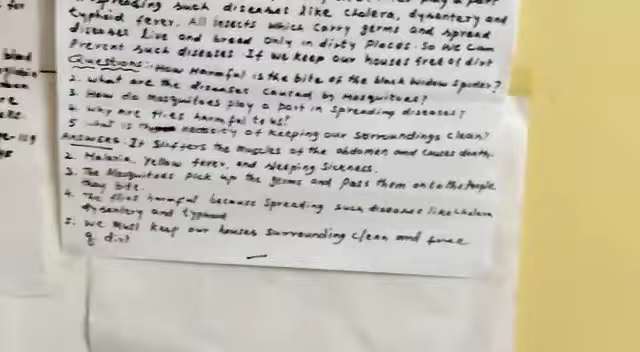 spreading such diseases like cholera, dysentery and
typhoid fever. All insects which carry germs and spread
diseases live and breed only in dirty places. So we can
prevent such diseases. If we keep our houses free of dirt
Questions:- How Harmful is the bite of the black widow spider?
2. what are the diseases caused by Mosquitoes?
3. How do mosquitoes play a part in spreading diseases?
4. why are flies harmful to us?
5. what is necessity of keeping our surroundings clean?
Answers: It suffers the muscles of the abdomen and causes death.
2. Malaria, yellow fever, and sleeping sickness.
3. The Mosquitoes pick up the germs and pass them on to the people
they bite.
4. The flies harmful because spreading such diseases like cholera
dysentery and typhoid
5. we must keep our houses surrounding clean and free
of dirt